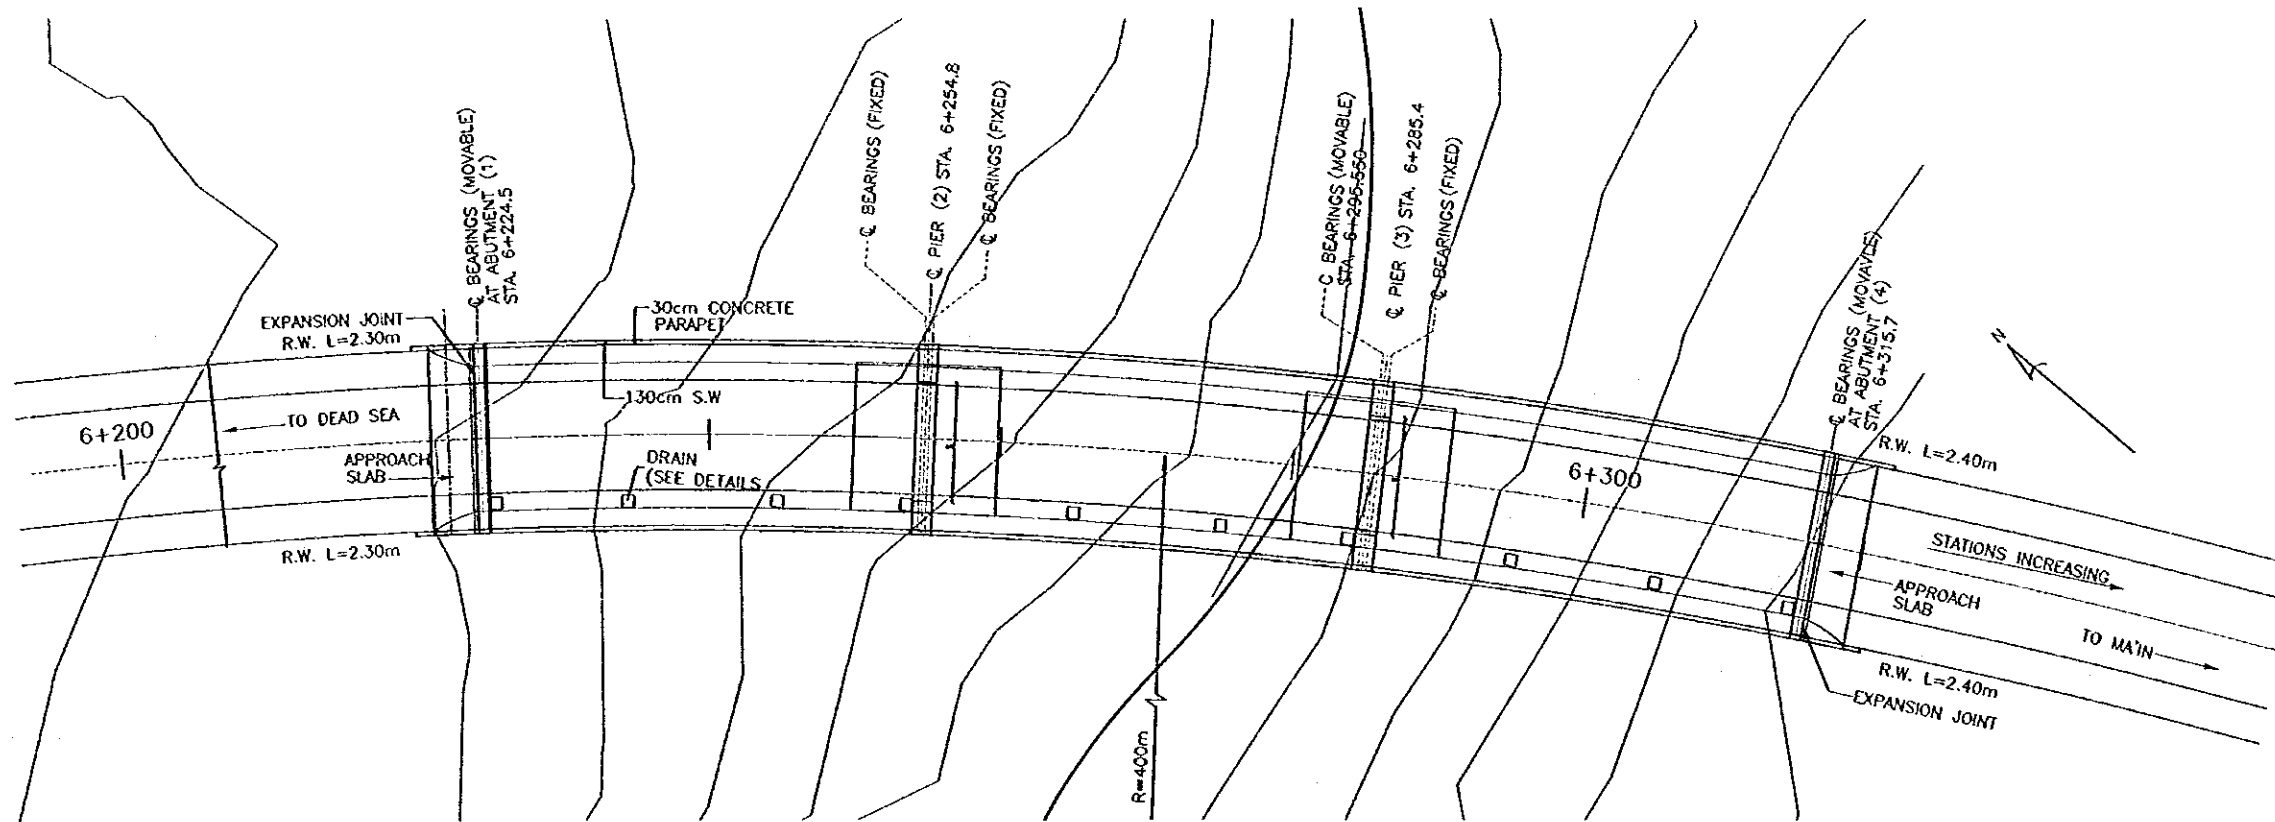 ℄ BEARINGS (MOVABLE)
AT ABUTMENT (1)
STA. 6+224.5
℄ BEARINGS (FIXED)
℄ PIER (2) STA. 6+254.8
℄ BEARINGS (FIXED)
C BEARINGS (MOVABLE)
STA. 6+295.550
℄ PIER (3) STA. 6+285.4
℄ BEARINGS (FIXED)
℄ BEARINGS (MOVAVLE)
AT ABUTMENT (4)
STA. 6+315.7
N
EXPANSION JOINT
R.W. L=2.30m
30cm CONCRETE
PARAPET
130cm S.W
TO DEAD SEA
6+200
APPROACH
SLAB
DRAIN
(SEE DETAILS
R.W. L=2.30m
6+300
R.W. L=2.40m
STATIONS INCREASING
APPROACH
SLAB
TO MA'IN
R.W. L=2.40m
EXPANSION JOINT
R=400m